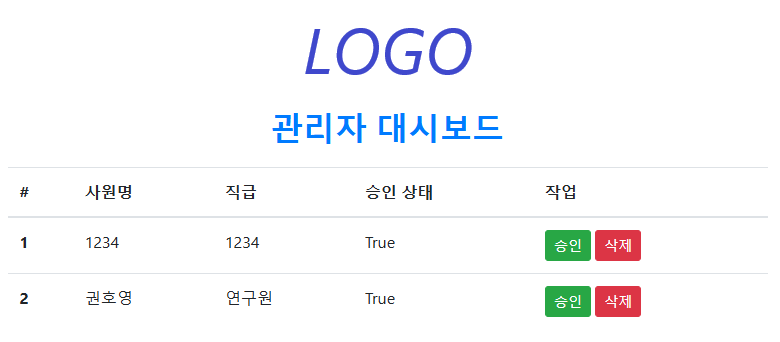 LOGO
관리자 대시보드
# 사원명 직급 승인 상태 작업
1 1234 1234 True 승인 삭제
2 권호영 연구원 True 승인 삭제